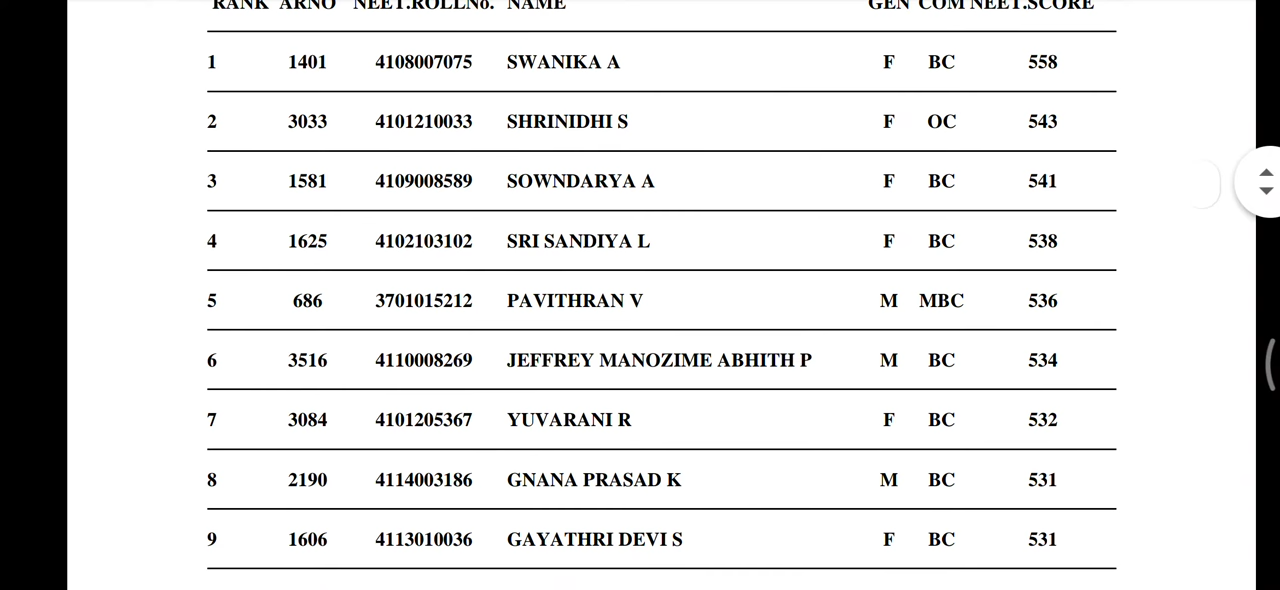 RANK ARNO NEET.ROLLNo. NAME GEN COM NEET.SCORE
1 1401 4108007075 SWANIKA A F BC 558
2 3033 4101210033 SHRINIDHI S F OC 543
3 1581 4109008589 SOWNDARYA A F BC 541
4 1625 4102103102 SRI SANDIYA L F BC 538
5 686 3701015212 PAVITHRAN V M MBC 536
6 3516 4110008269 JEFFREY MANOZIME ABHITH P M BC 534
7 3084 4101205367 YUVARANI R F BC 532
8 2190 4114003186 GNANA PRASAD K M BC 531
9 1606 4113010036 GAYATHRI DEVI S F BC 531